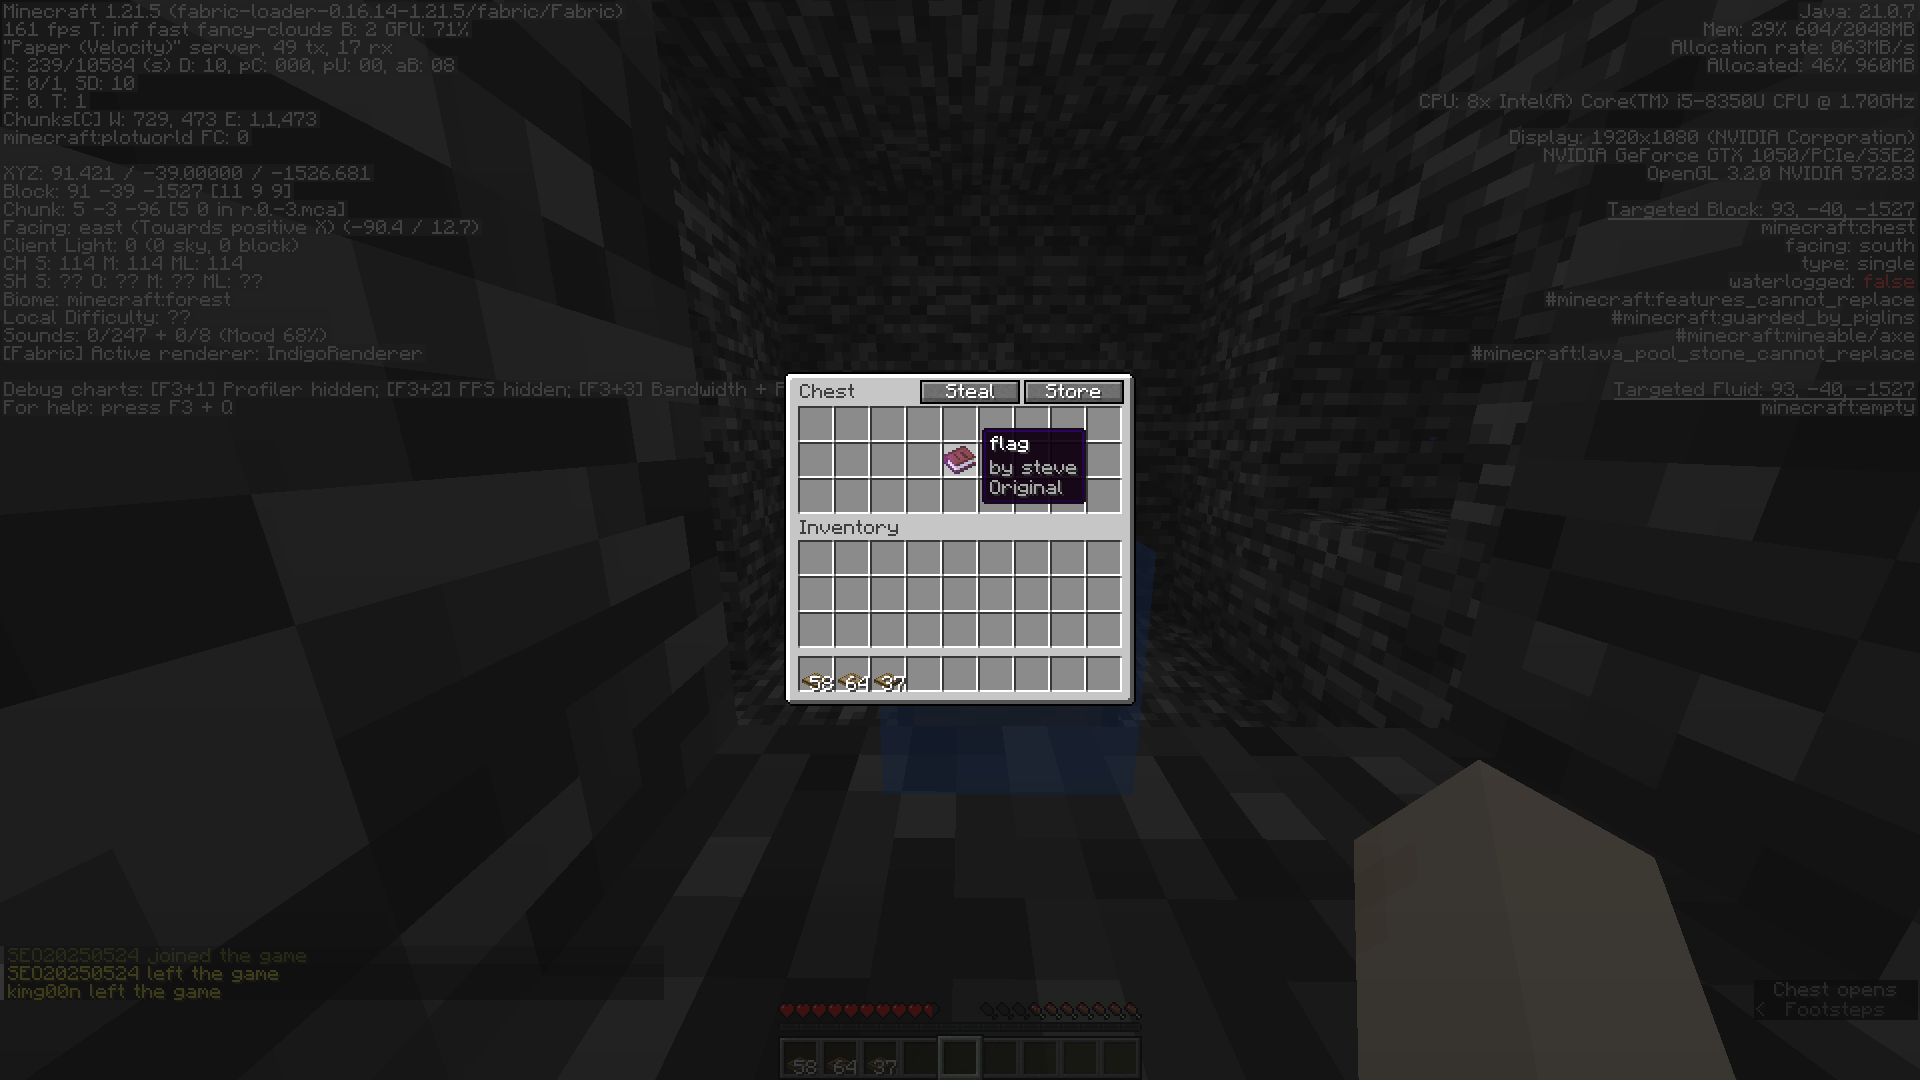 Minecraft 1.21.5 (fabric-loader-0.16.14-1.21.5/fabric/Fabric)
161 fps T: inf fast fancy-clouds B: 2 GPU: 71%
"Paper (Velocity)" server, 49 tx, 17 rx
C: 239/10584 (s) D: 10, pC: 000, pU: 00, aB: 08
E: 0/1, SD: 10
P: 0. T: 1
Chunks[C] W: 729, 473 E: 1,1,473
minecraft:plotworld FC: 0
XYZ: 91.421 / -39.00000 / -1526.681
Block: 91 -39 -1527 [11 9 9]
Chunk: 5 -3 -96 [5 0 in r.0.-3.mca]
Facing: east (Towards positive X) (-90.4 / 12.7)
Client Light: 0 (0 sky, 0 block)
CH S: 114 M: 114 ML: 114
SH S: ?? O: ?? M: ?? ML: ??
Biome: minecraft:forest
Local Difficulty: ??
Sounds: 0/247 + 0/8 (Mood 68%)
[Fabric] Active renderer: IndigoRenderer
Debug charts: [F3+1] Profiler hidden; [F3+2] FPS hidden; [F3+3] Bandwidth + F
For help: press F3 + Q
Java: 21.0.7
Mem: 29% 604/2048MB
Allocation rate: 063MB/s
Allocated: 46% 960MB
CPU: 8x Intel(R) Core(TM) i5-8350U CPU @ 1.70GHz
Display: 1920x1080 (NVIDIA Corporation)
NVIDIA GeForce GTX 1050/PCIe/SSE2
OpenGL 3.2.0 NVIDIA 572.83
Targeted Block: 93, -40, -1527
minecraft:chest
facing: south
type: single
waterlogged: false
#minecraft:features_cannot_replace
#minecraft:guarded_by_piglins
#minecraft:mineable/axe
#minecraft:lava_pool_stone_cannot_replace
Targeted Fluid: 93, -40, -1527
minecraft:empty
Chest Steal Store
flag
by steve
Original
Inventory
58 64 37
SEO20250524 joined the game
SEO20250524 left the game
kimg00n left the game
Chest opens
< Footsteps
58 64 37